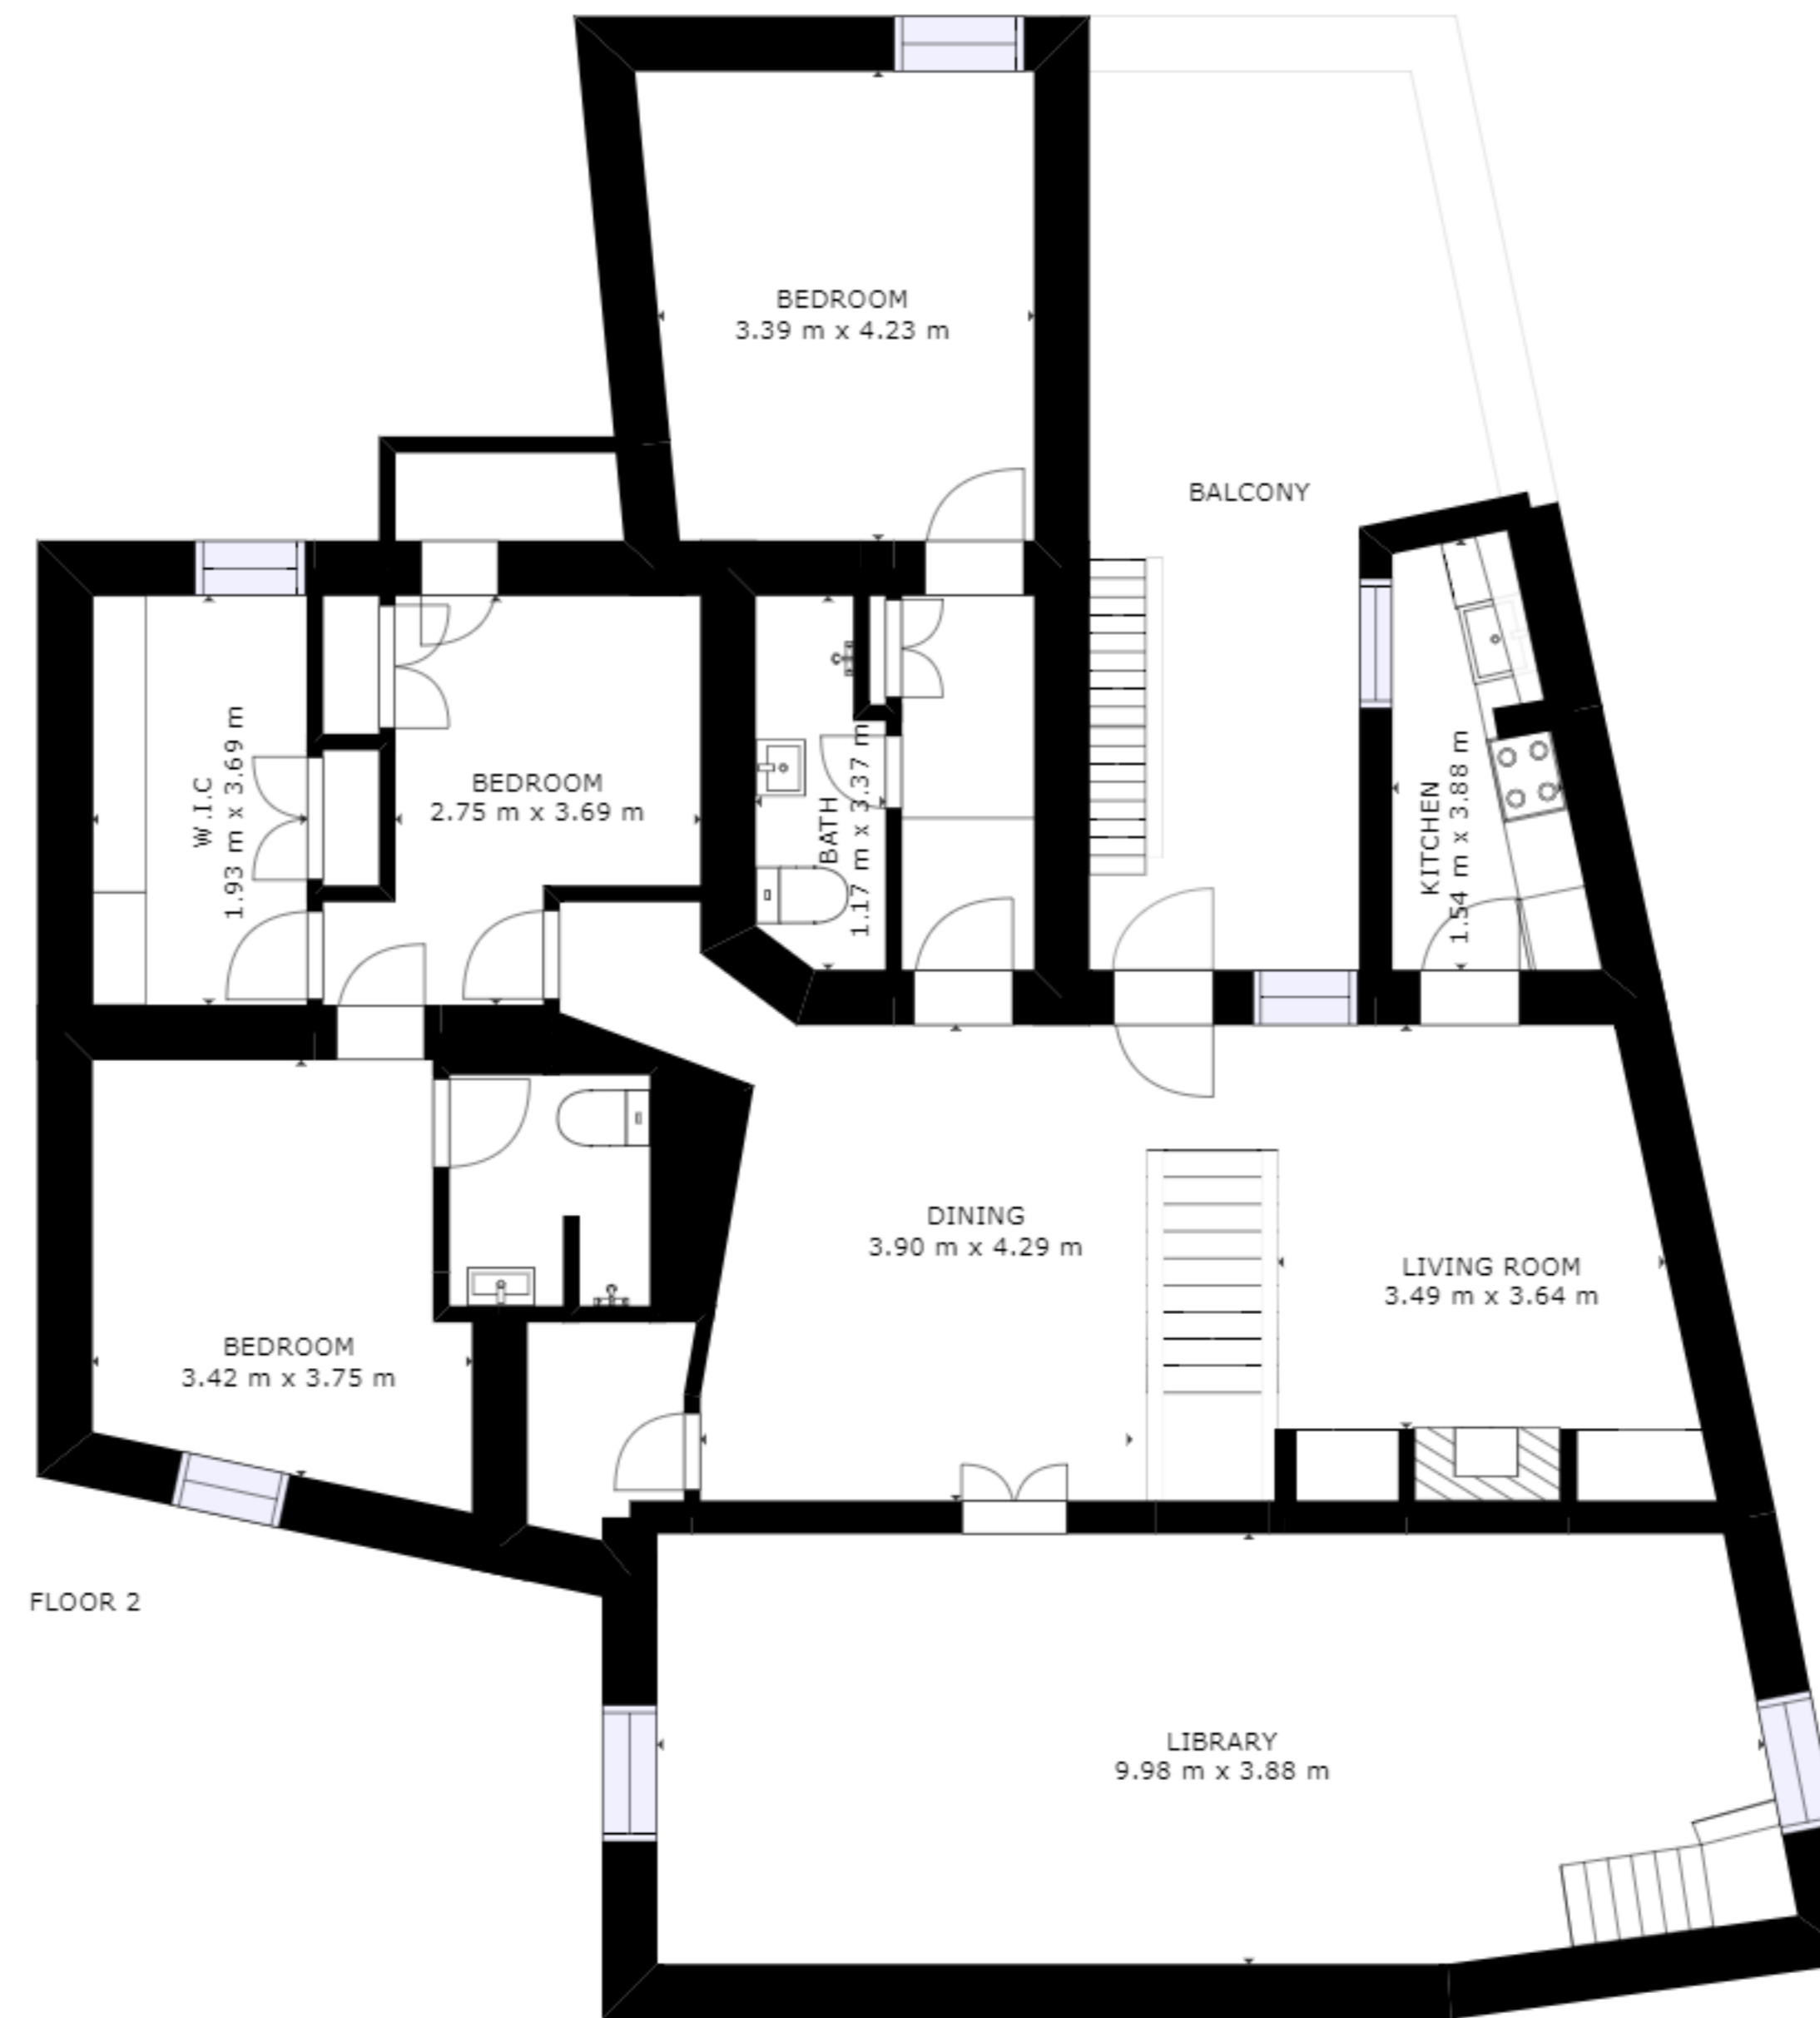 BEDROOM
3.39 m x 4.23 m
BALCONY
W.I.C
1.93 m x 3.69 m
BEDROOM
2.75 m x 3.69 m
BATH
1.17 m x 3.37 m
KITCHEN
1.54 m x 3.88 m
DINING
3.90 m x 4.29 m
LIVING ROOM
3.49 m x 3.64 m
BEDROOM
3.42 m x 3.75 m
FLOOR 2
LIBRARY
9.98 m x 3.88 m